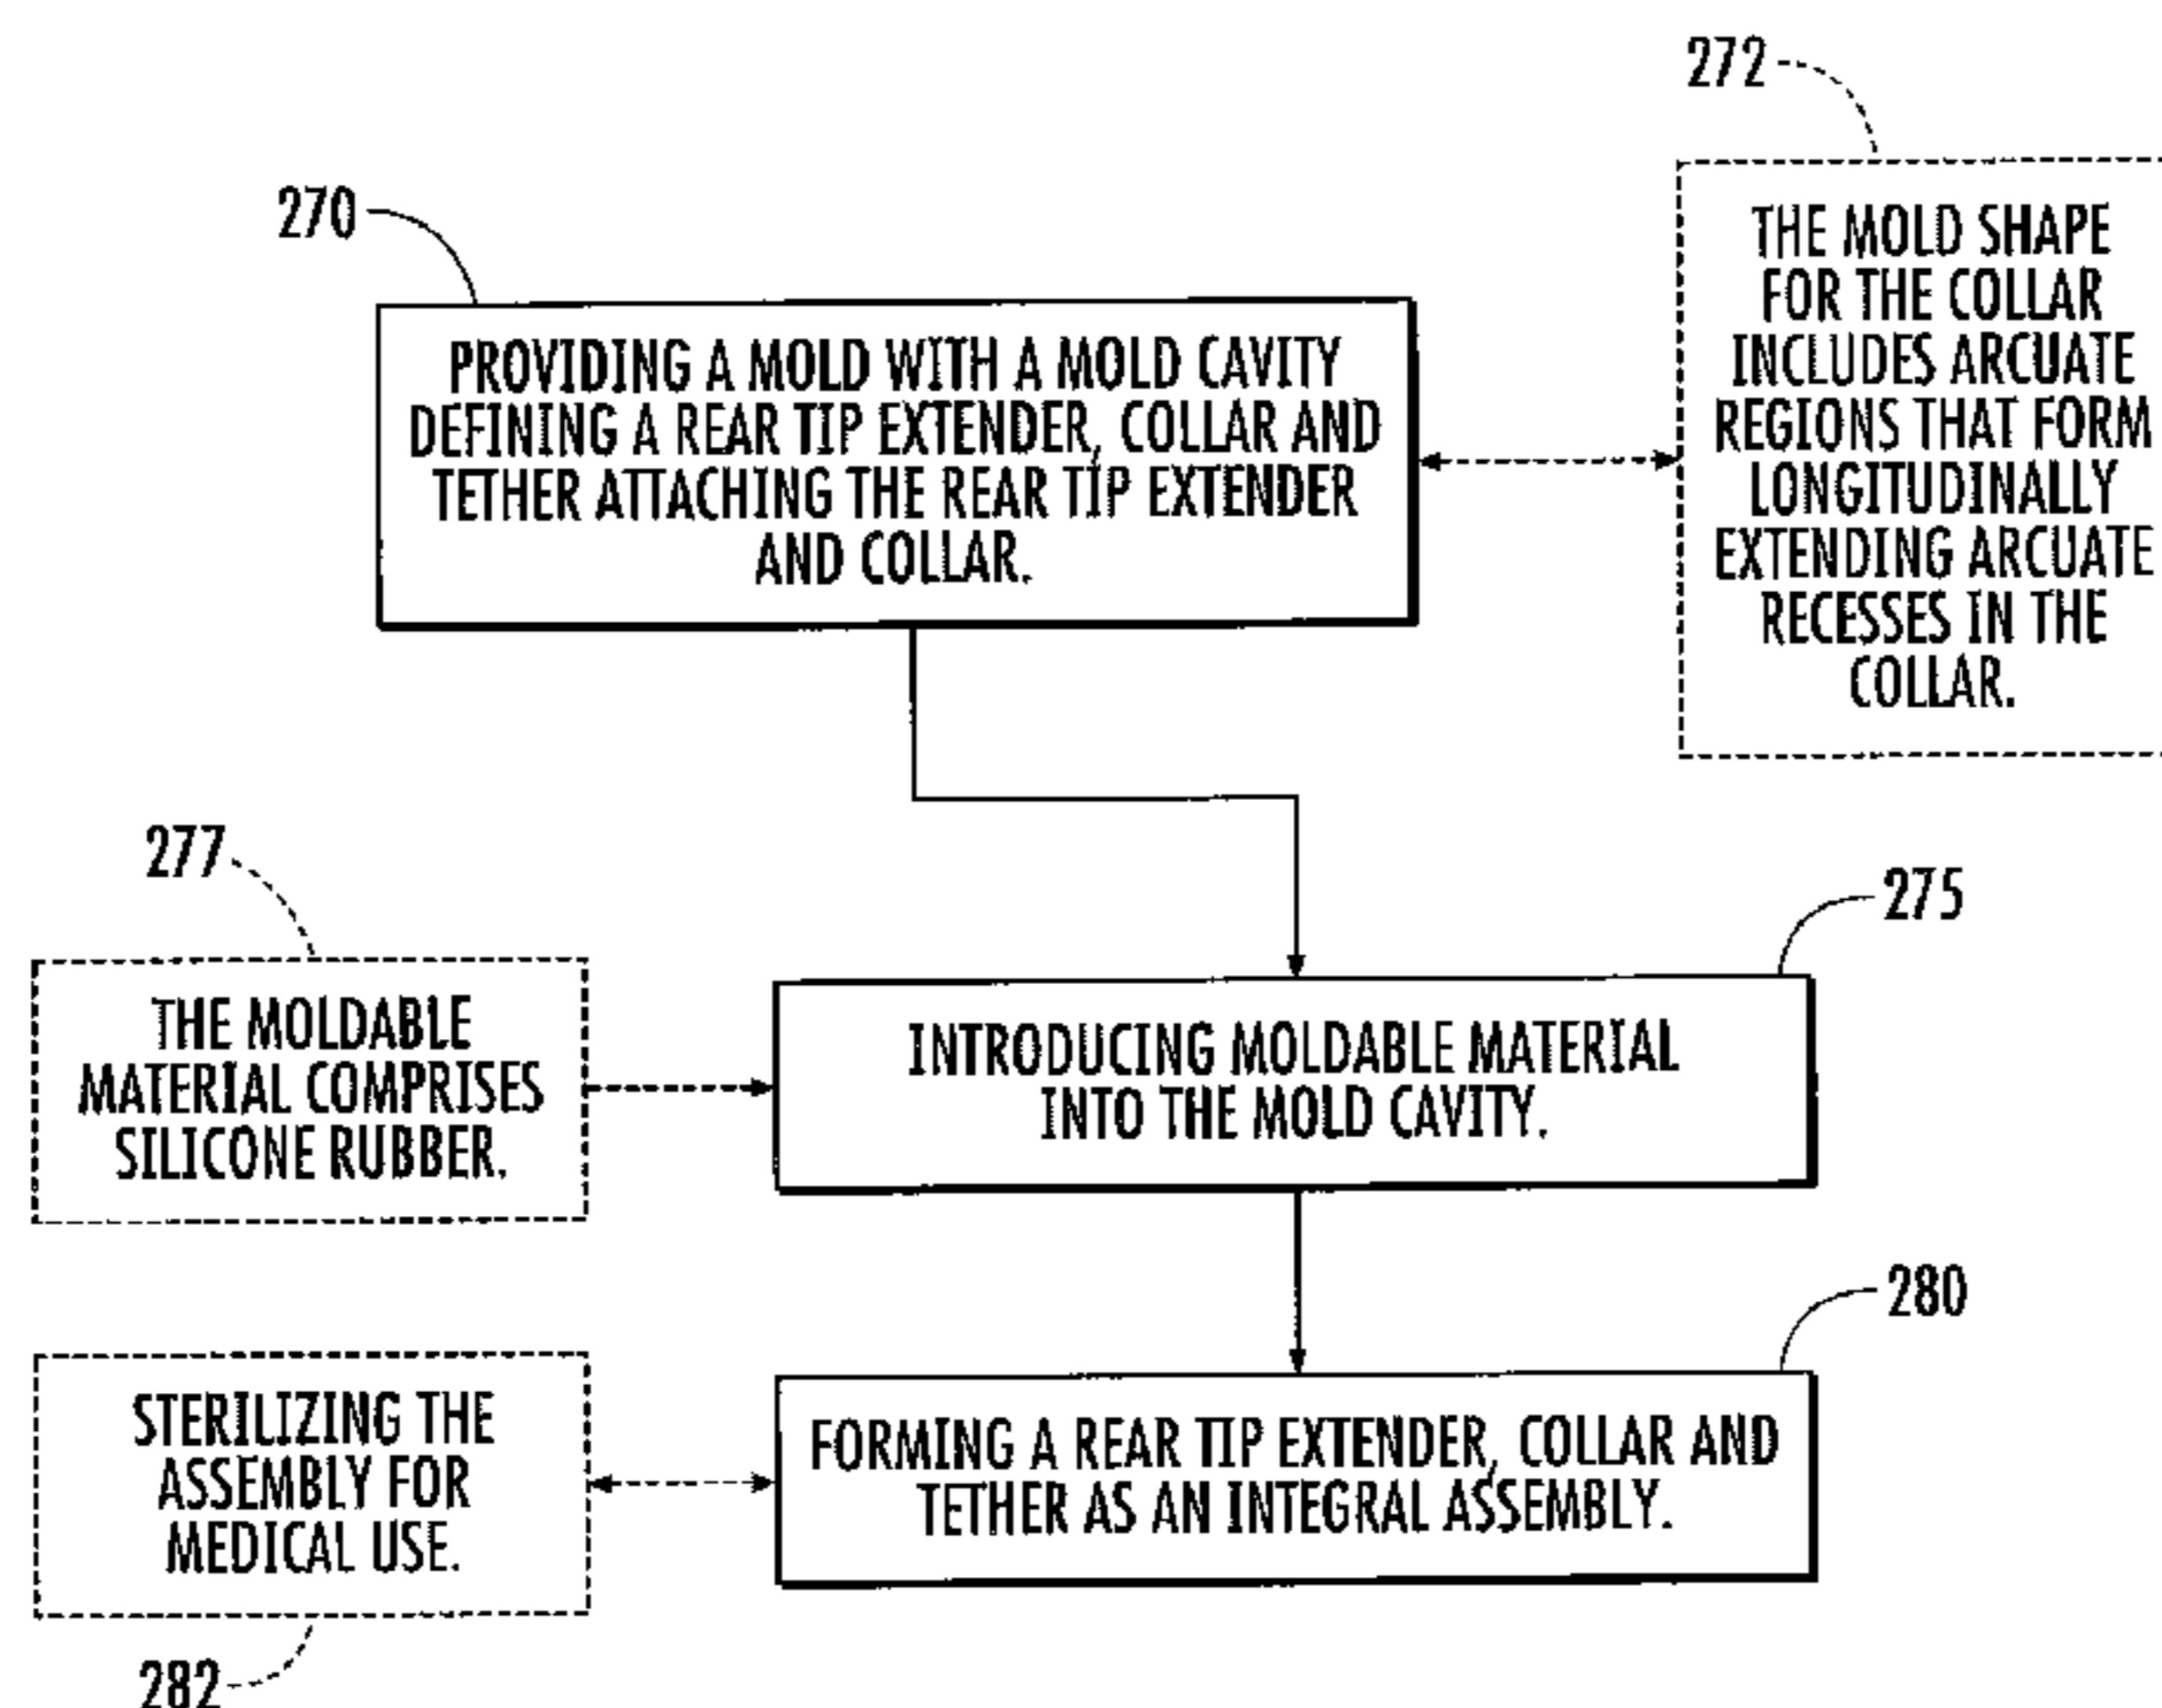 272
THE MOLD SHAPE
FOR THE COLLAR
INCLUDES ARCUATE
REGIONS THAT FORM
LONGITUDINALLY
EXTENDING ARCUATE
RECESSES IN THE
COLLAR.
270
PROVIDING A MOLD WITH A MOLD CAVITY
DEFINING A REAR TIP EXTENDER, COLLAR AND
TETHER ATTACHING THE REAR TIP EXTENDER
AND COLLAR.
277
THE MOLDABLE
MATERIAL COMPRISES
SILICONE RUBBER.
275
INTRODUCING MOLDABLE MATERIAL
INTO THE MOLD CAVITY.
280
FORMING A REAR TIP EXTENDER, COLLAR AND
TETHER AS AN INTEGRAL ASSEMBLY.
STERILIZING THE
ASSEMBLY FOR
MEDICAL USE.
282